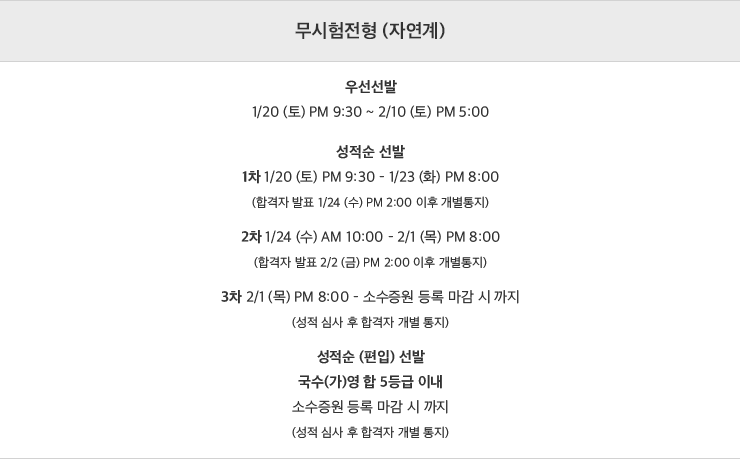 무시험전형 (자연계)
우선선발
1/20 (토) PM 9:30 ~ 2/10 (토) PM 5:00
성적순 선발
1차 1/20 (토) PM 9:30 - 1/23 (화) PM 8:00
(합격자 발표 1/24 (수) PM 2:00 이후 개별통지)
2차 1/24 (수) AM 10:00 - 2/1 (목) PM 8:00
(합격자 발표 2/2 (금) PM 2:00 이후 개별통지)
3차 2/1 (목) PM 8:00 - 소수증원 등록 마감 시 까지
(성적 심사 후 합격자 개별 통지)
성적순 (편입) 선발
국수(가)영 합 5등급 이내
소수증원 등록 마감 시 까지
(성적 심사 후 합격자 개별 통지)